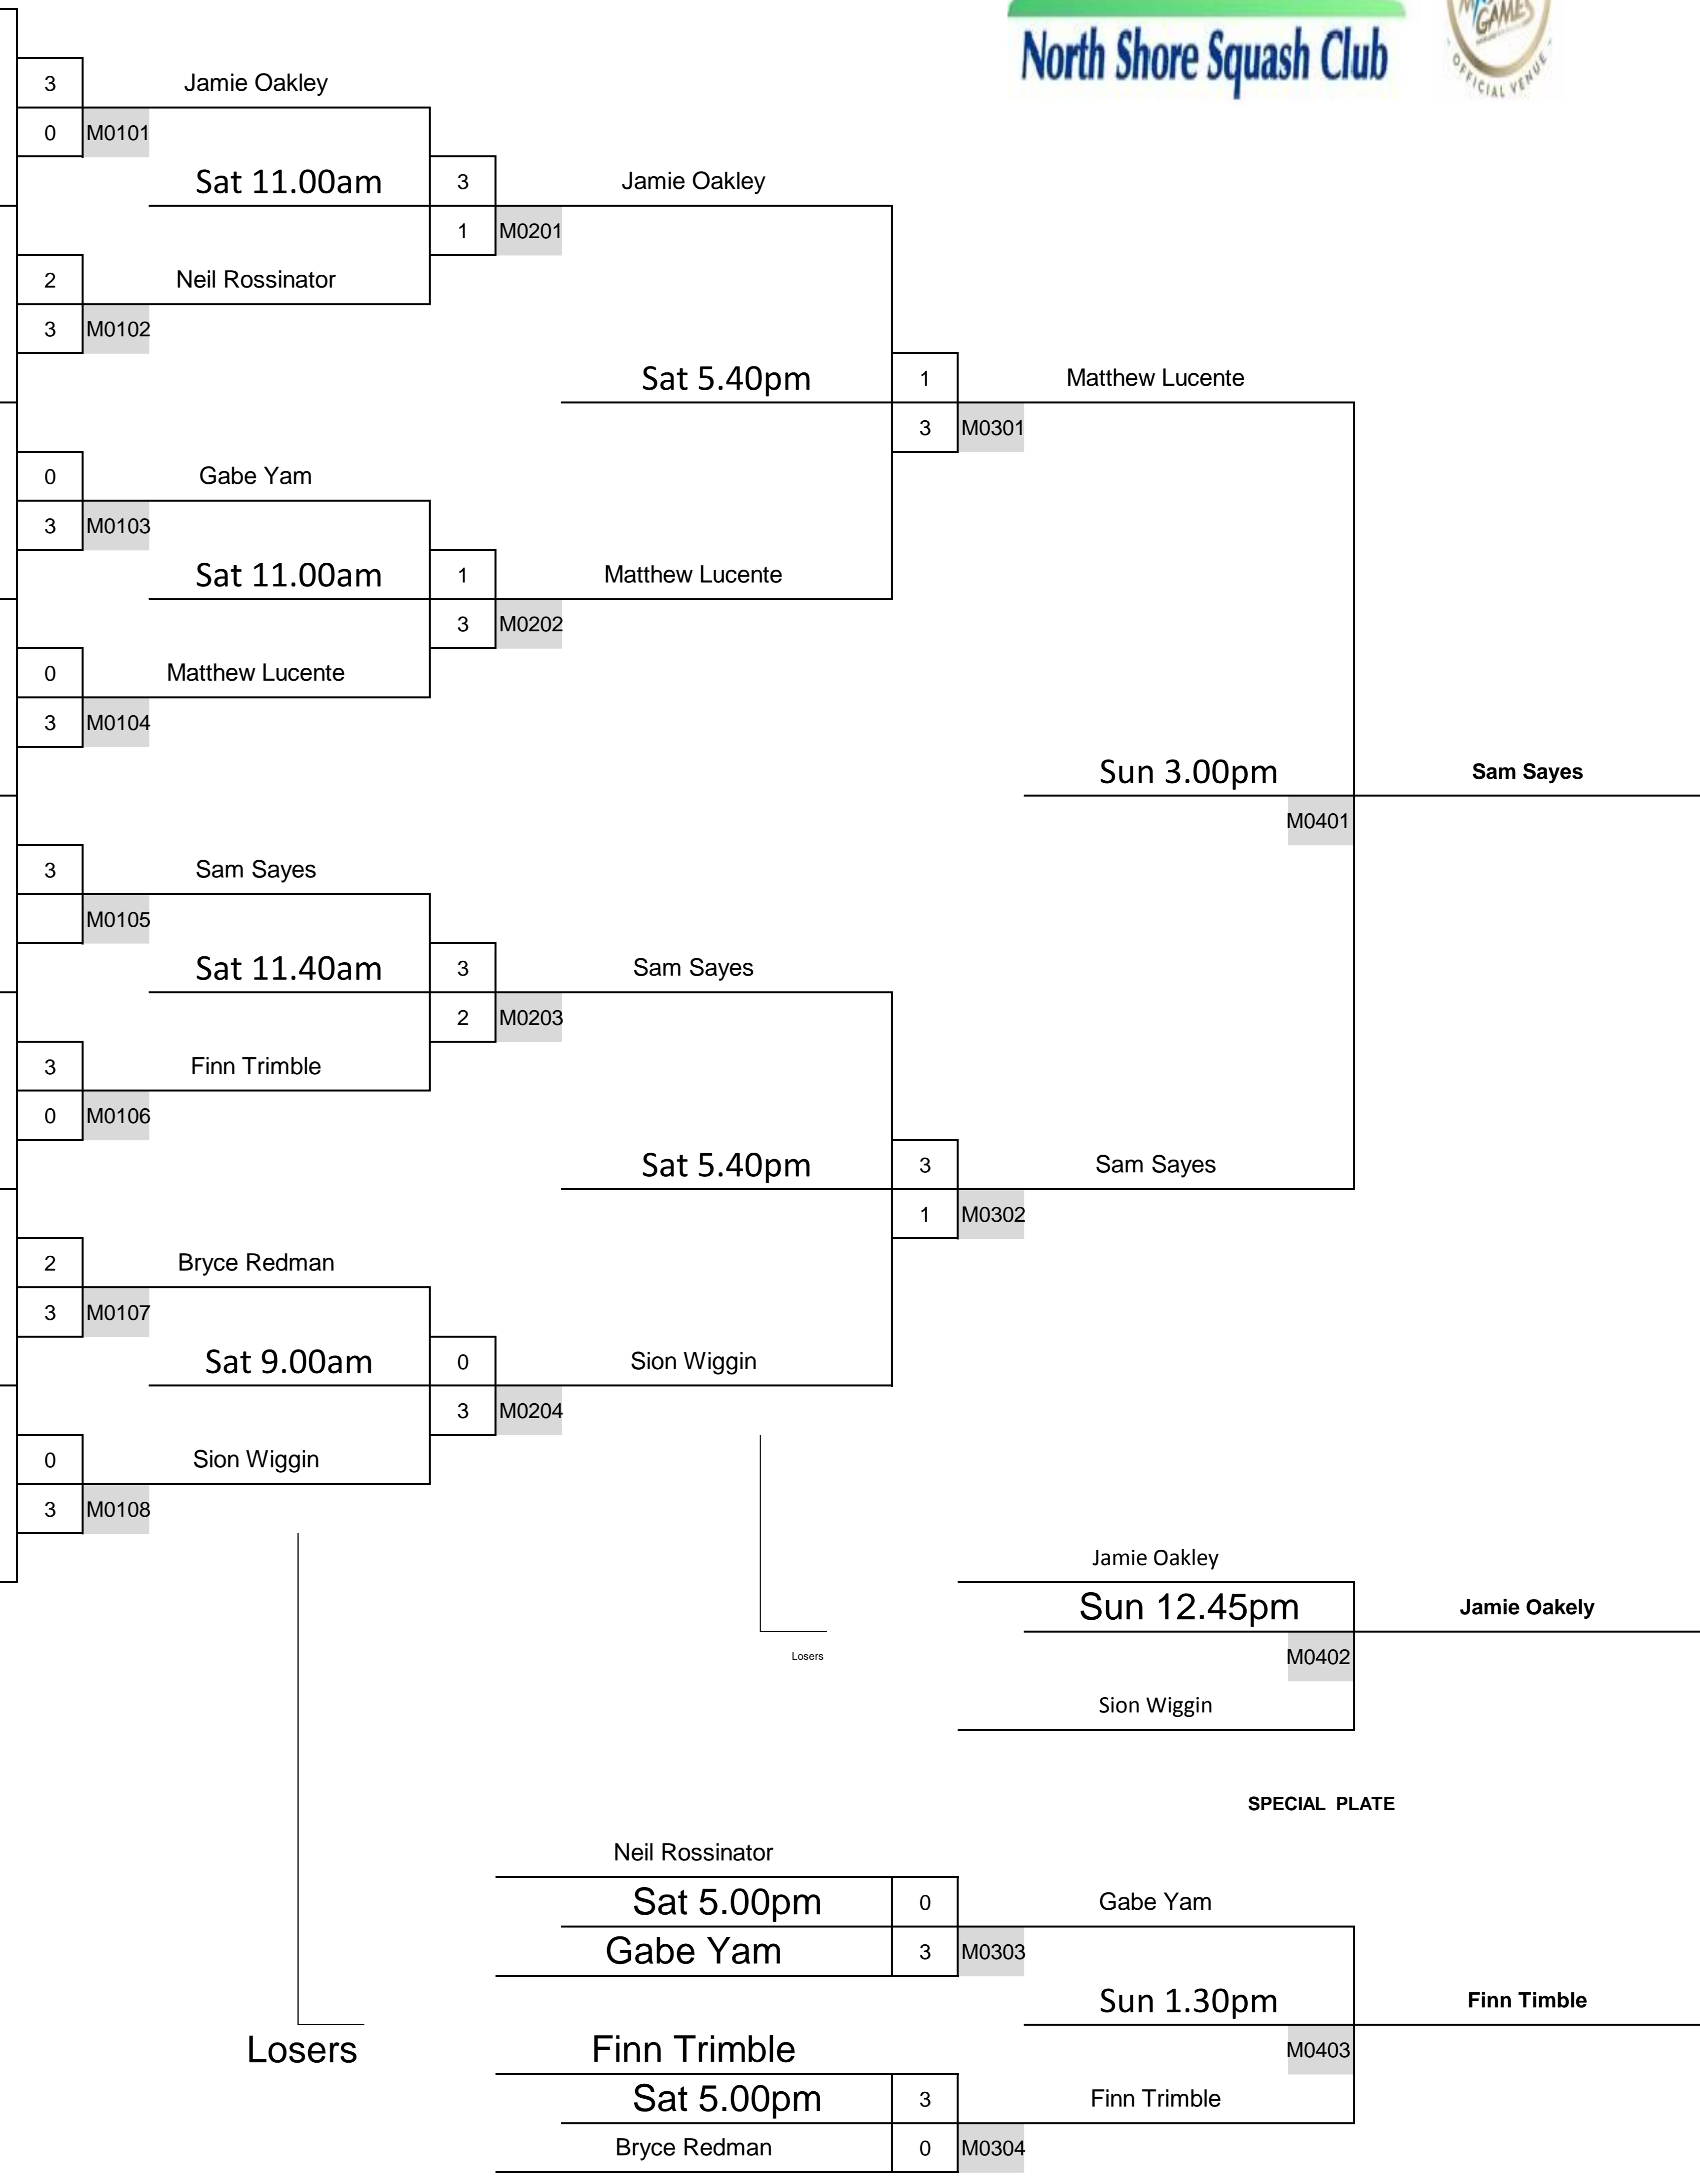 GAMES
OFFICIAL VENUE
North Shore Squash Club
3 Jamie Oakley
0 M0101
Sat 11.00am 3 Jamie Oakley
1 M0201
2 Neil Rossinator
3 M0102
Sat 5.40pm 1 Matthew Lucente
3 M0301
0 Gabe Yam
3 M0103
Sat 11.00am 1 Matthew Lucente
3 M0202
0 Matthew Lucente
3 M0104
Sun 3.00pm Sam Sayes
M0401
3 Sam Sayes
M0105
Sat 11.40am 3 Sam Sayes
2 M0203
3 Finn Trimble
0 M0106
Sat 5.40pm 3 Sam Sayes
1 M0302
2 Bryce Redman
3 M0107
Sat 9.00am 0 Sion Wiggin
3 M0204
0 Sion Wiggin
3 M0108
Jamie Oakley
Sun 12.45pm Jamie Oakely
Losers M0402
Sion Wiggin
SPECIAL PLATE
Neil Rossinator
Sat 5.00pm 0 Gabe Yam
Gabe Yam 3 M0303
Sun 1.30pm Finn Timble
Losers Finn Trimble M0403
Sat 5.00pm 3 Finn Trimble
Bryce Redman 0 M0304